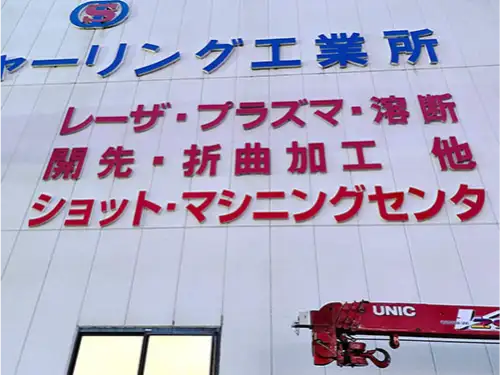 S
ャーリング工業所
レーザ・プラズマ・溶断
開先・折曲加工 他
ショット・マシニングセンタ
UNIC